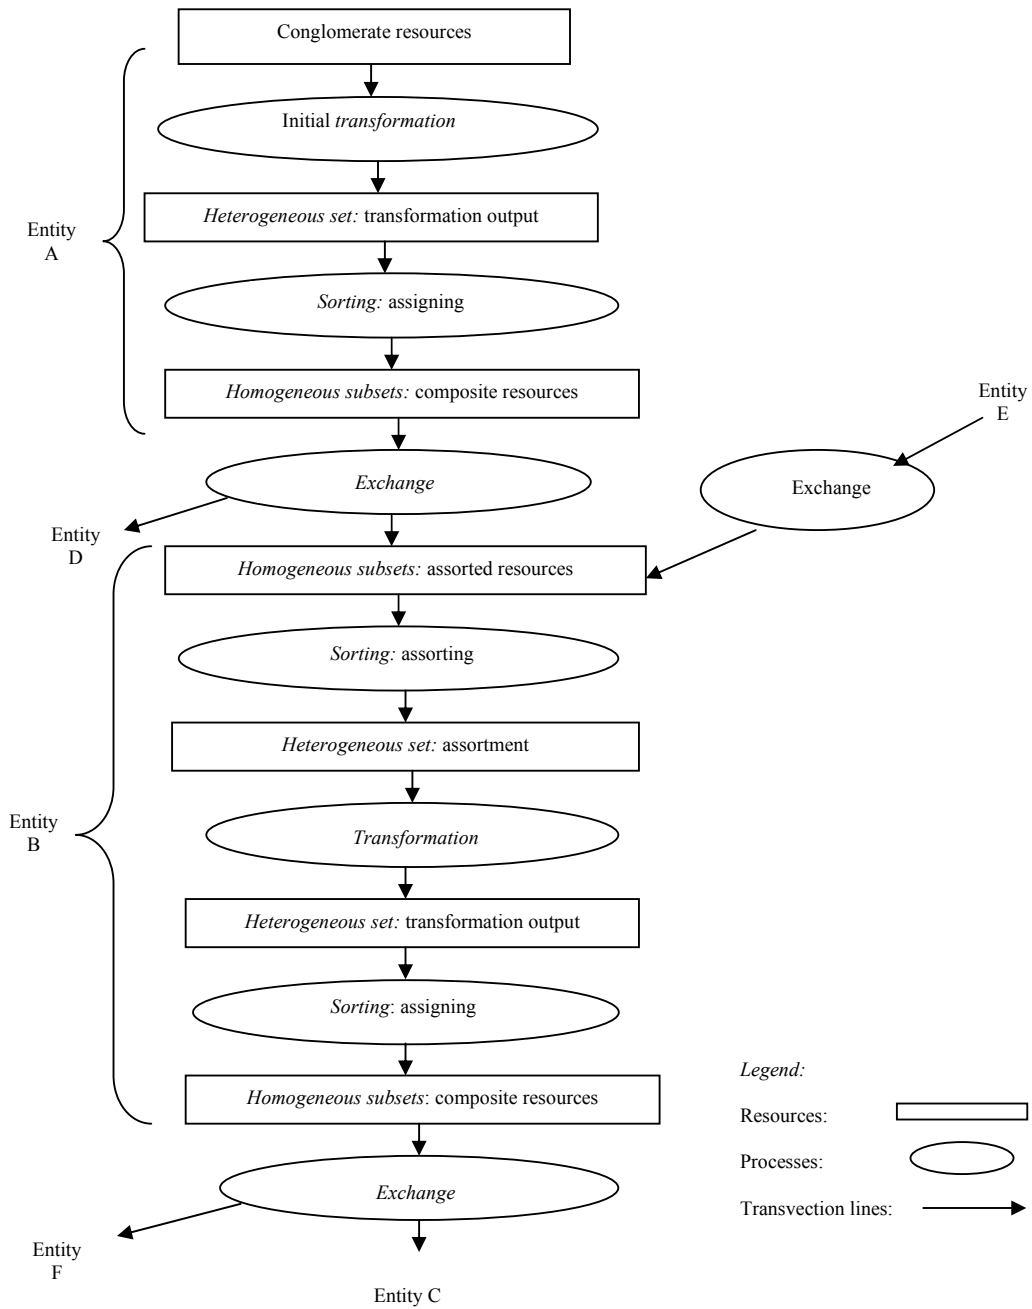 Conglomerate resources
Initial transformation
Heterogeneous set: transformation output
Entity
A
Sorting: assigning
Homogeneous subsets: composite resources
Entity
E
Exchange
Exchange
Entity
D
Homogeneous subsets: assorted resources
Sorting: assorting
Heterogeneous set: assortment
Entity
B
Transformation
Heterogeneous set: transformation output
Sorting: assigning
Homogeneous subsets: composite resources
Exchange
Entity
F
Entity C
Legend:
Resources:
Processes:
Transvection lines: